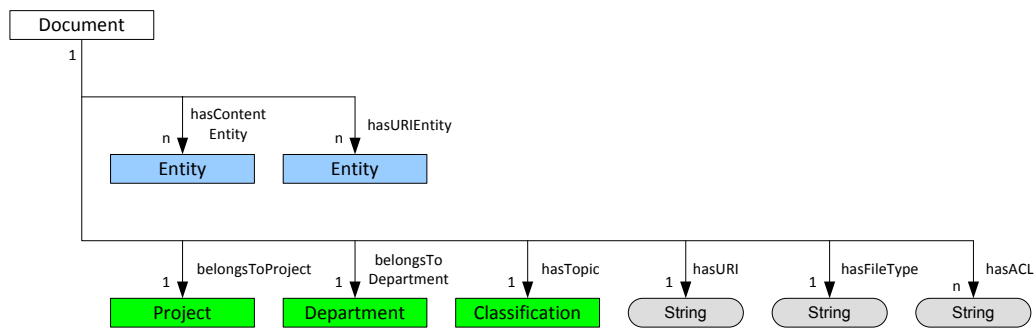 Document
1
hasContent
Entity
hasURIEntity
n
n
Entity
Entity
belongsToProject
belongsTo
Department
hasTopic
hasURI
hasFileType
hasACL
1
1
1
1
1
n
Project
Department
Classification
String
String
String